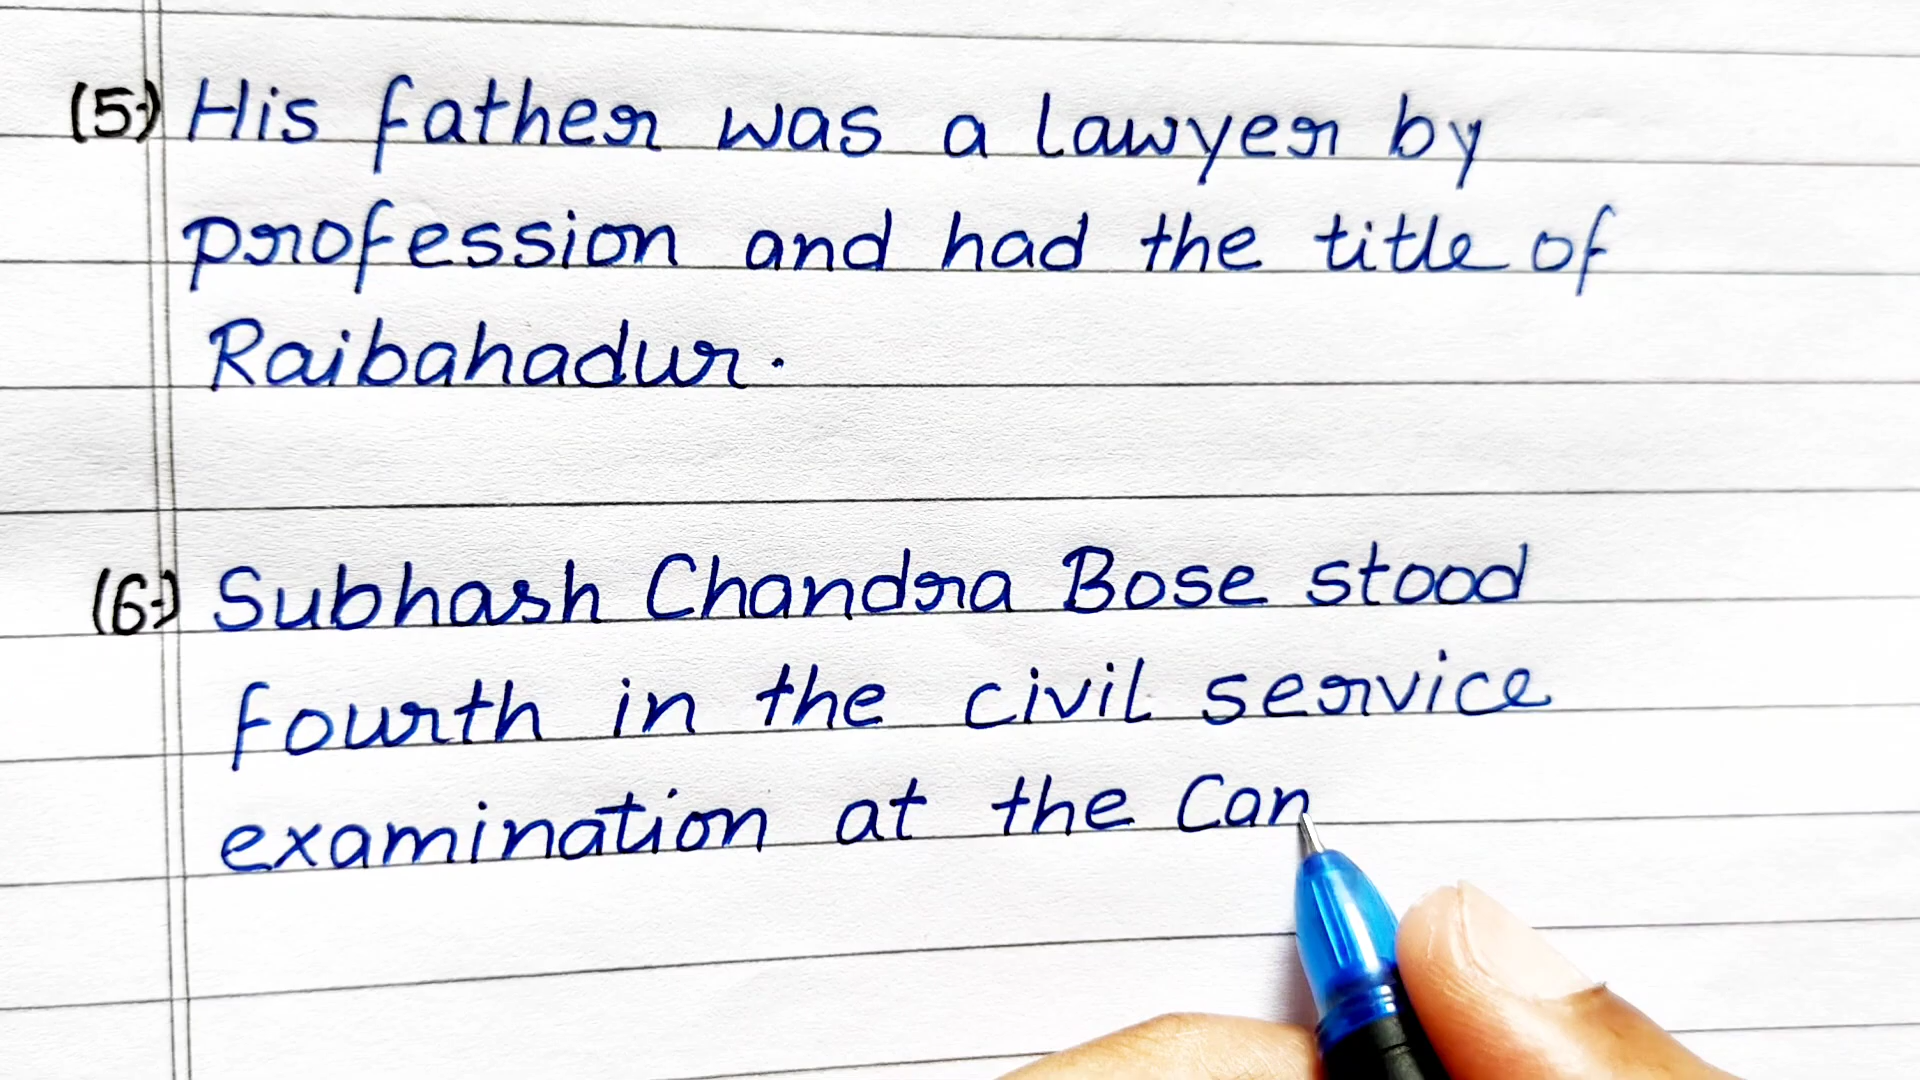 (5.) His father was a lawyer by
profession and had the title of
Raibahadur.
(6.) Subhash Chandra Bose stood
fourth in the civil service
examination at the Can